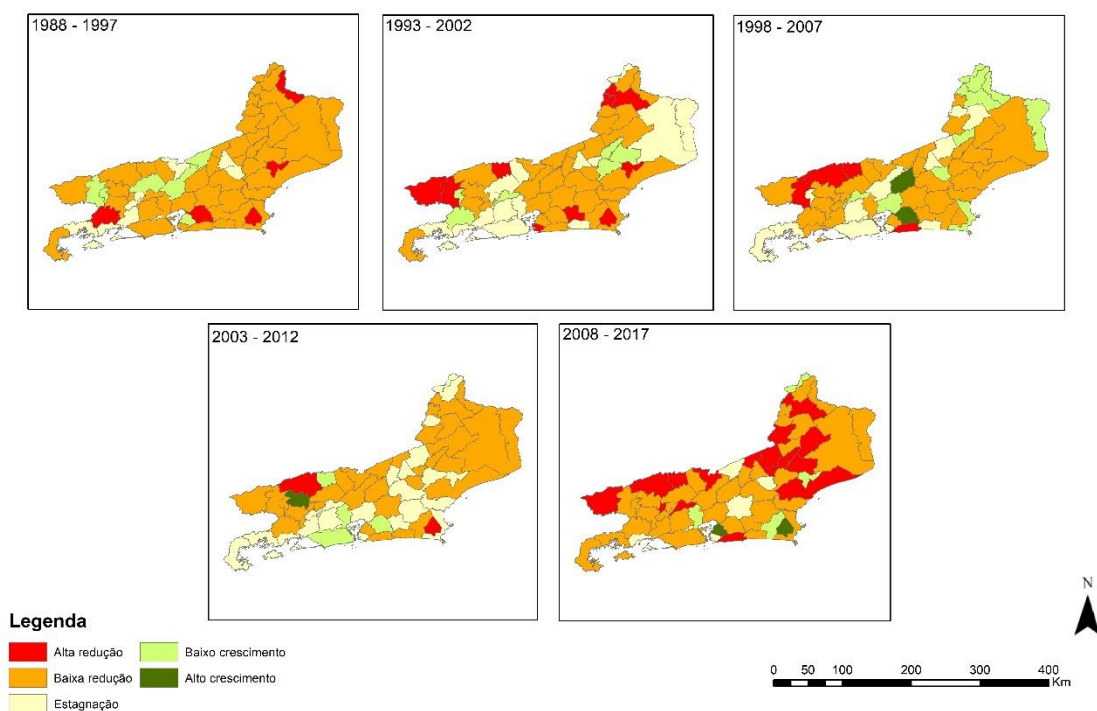 1988 - 1997
1993 - 2002
1998 - 2007
2003 - 2012
2008 - 2017
N
Legenda
Alta redução
Baixo crescimento
Baixa redução
Alto crescimento
Estagnação
0 50 100 200 300 400
Km